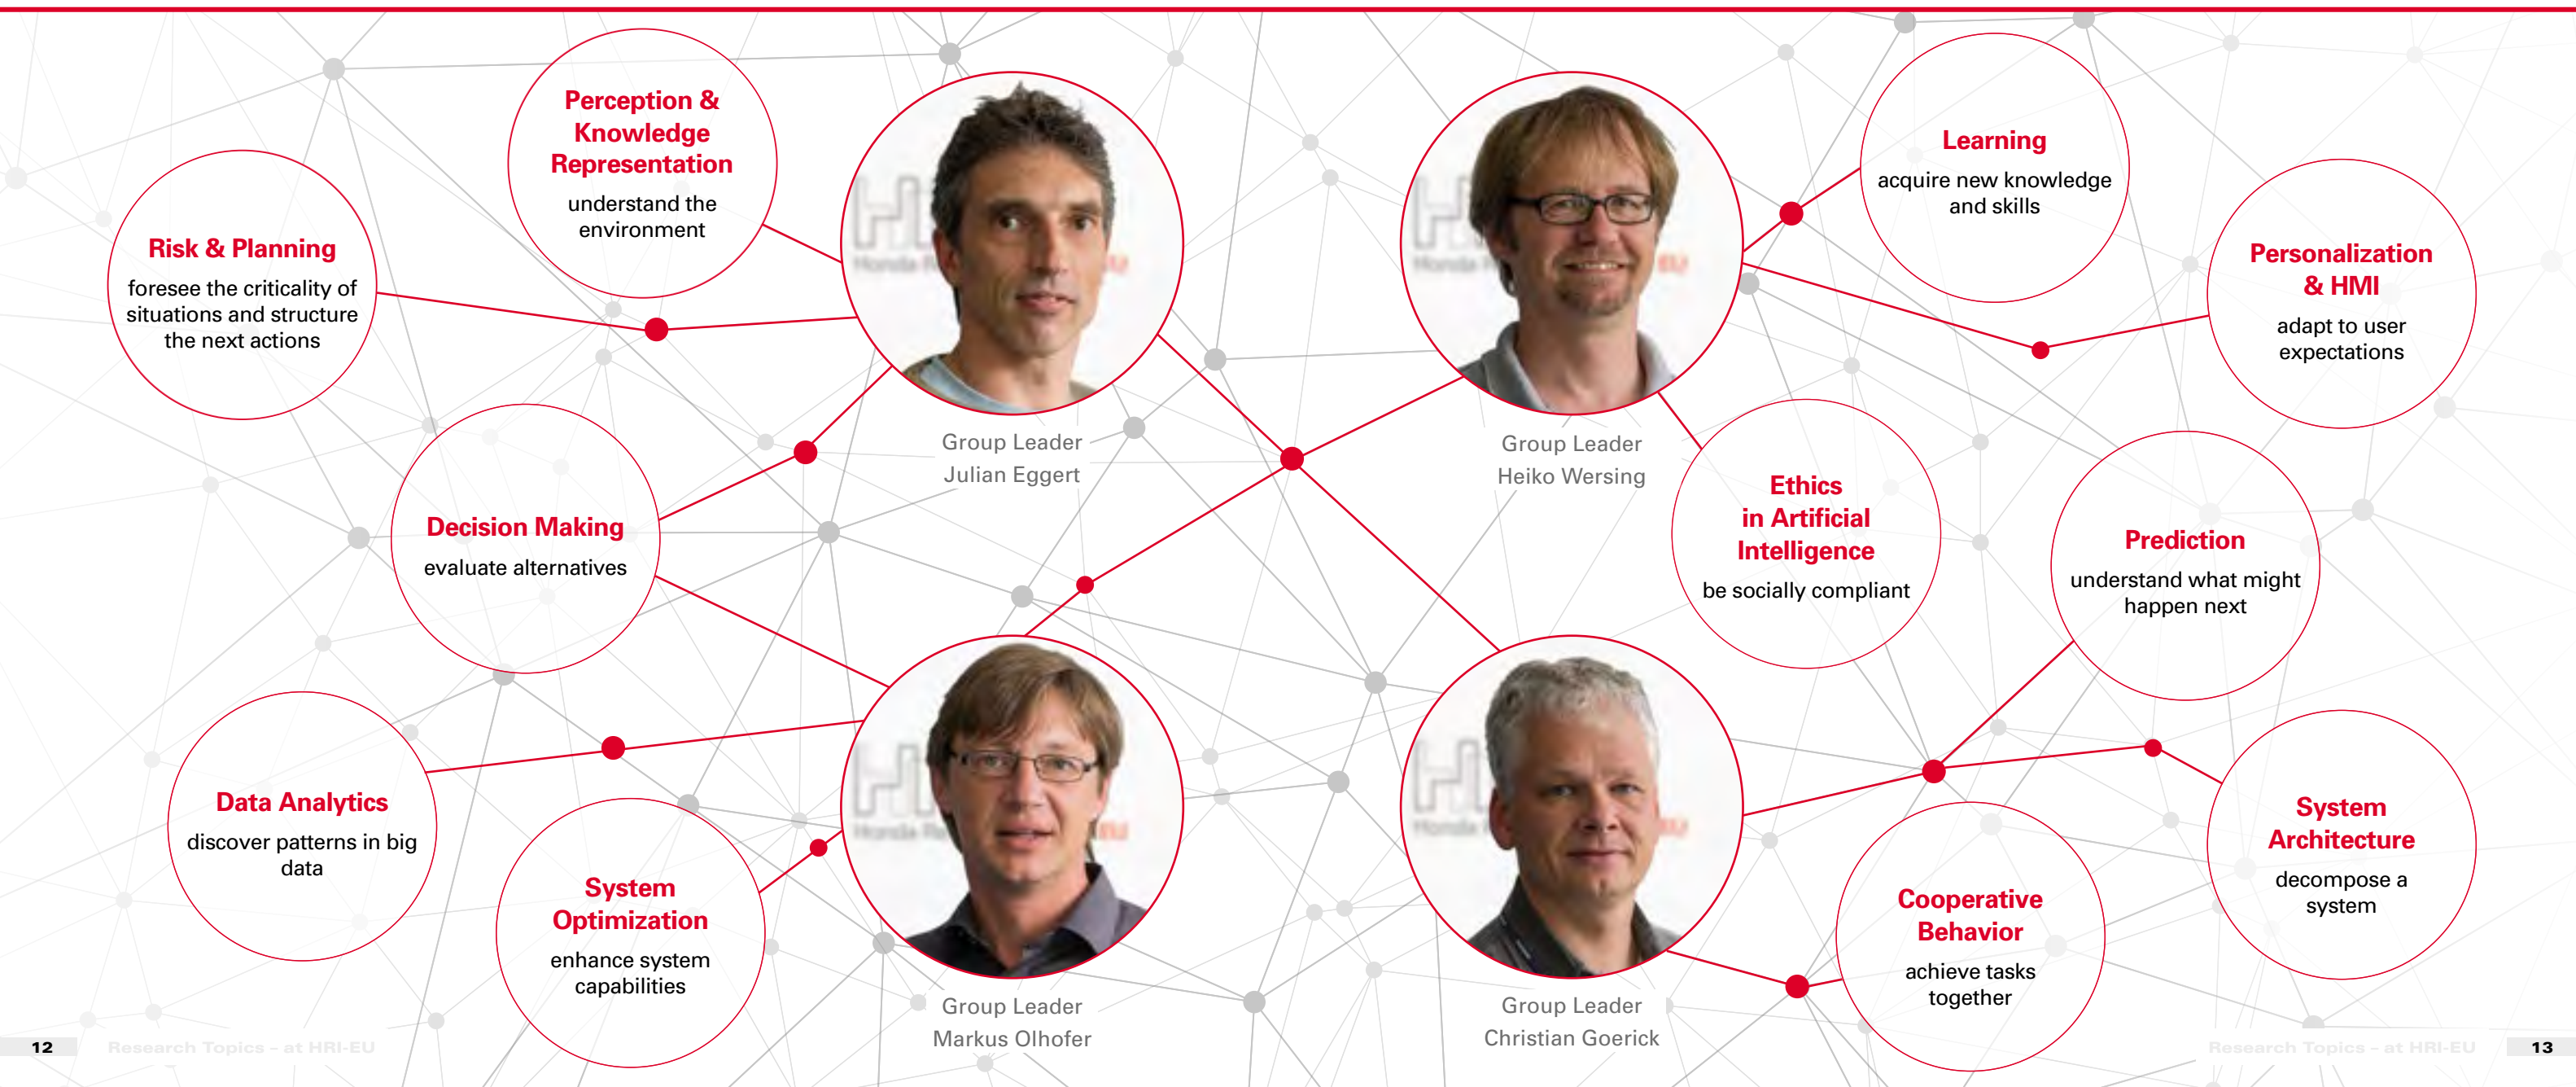 Perception &
Knowledge
Representation
understand the
environment
Risk & Planning
foresee the criticality of
situations and structure
the next actions
Decision Making
evaluate alternatives
Data Analytics
discover patterns in big
data
System
Optimization
enhance system
capabilities
Group Leader
Julian Eggert
Group Leader
Markus Olhofer
Group Leader
Heiko Wersing
Group Leader
Christian Goerick
Learning
acquire new knowledge
and skills
Personalization
& HMI
adapt to user
expectations
Ethics
in Artificial
Intelligence
be socially compliant
Prediction
understand what might
happen next
System
Architecture
decompose a
system
Cooperative
Behavior
achieve tasks
together
12 Research Topics – at HRI-EU
Research Topics – at HRI-EU 13